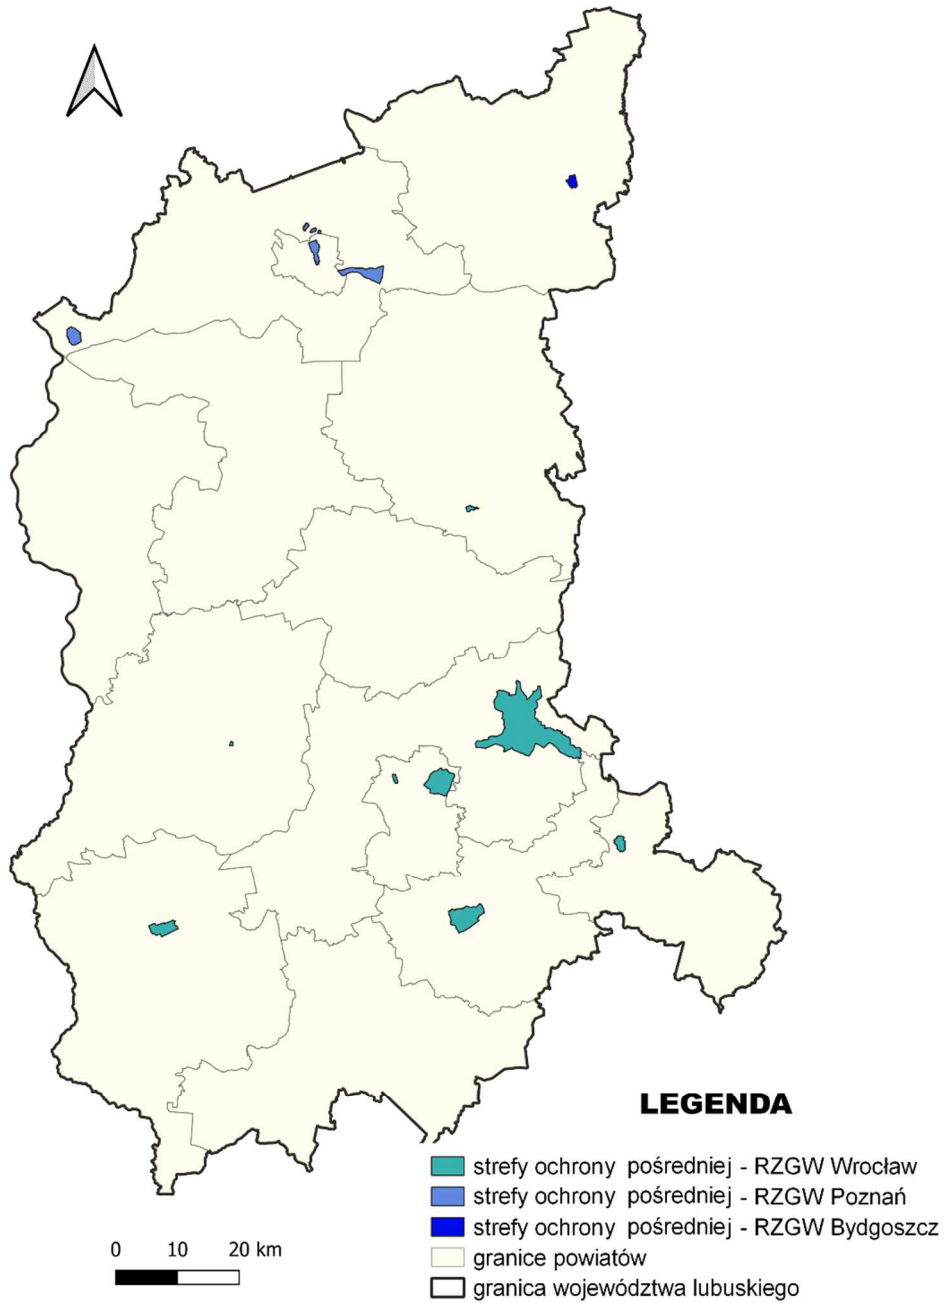 LEGENDA
strefy ochrony pośredniej - RZGW Wrocław
strefy ochrony pośredniej - RZGW Poznań
strefy ochrony pośredniej - RZGW Bydgoszcz
granice powiatów
granica województwa lubuskiego
0 10 20 km